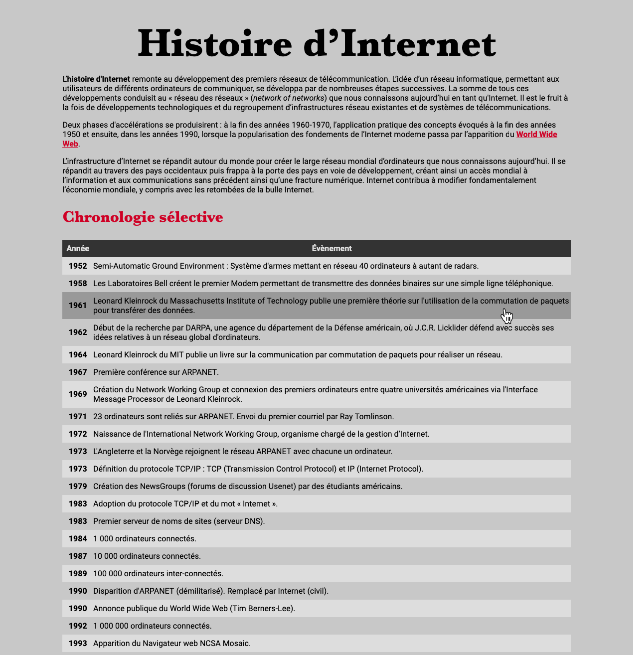 Histoire d’Internet
L'histoire d'Internet remonte au développement des premiers réseaux de télécommunication. L’idée d’un réseau informatique, permettant aux
utilisateurs de différents ordinateurs de communiquer, se développa par de nombreuses étapes successives. La somme de tous ces
développements conduisit au « réseau des réseaux » (network of networks) que nous connaissons aujourd’hui en tant qu'Internet. Il est le fruit à
la fois de développements technologiques et du regroupement d’infrastructures réseau existantes et de systèmes de télécommunications.
Deux phases d'accélérations se produisirent : à la fin des années 1960-1970, l’application pratique des concepts évoqués à la fin des années
1950 et ensuite, dans les années 1990, lorsque la popularisation des fondements de l’Internet moderne passa par l’apparition du World Wide
Web.
L’infrastructure d’Internet se répandit autour du monde pour créer le large réseau mondial d’ordinateurs que nous connaissons aujourd’hui. Il se
répandit au travers des pays occidentaux puis frappa à la porte des pays en voie de développement, créant ainsi un accès mondial à
l’information et aux communications sans précédent ainsi qu’une fracture numérique. Internet contribua à modifier fondamentalement
l’économie mondiale, y compris avec les retombées de la bulle Internet.
Chronologie sélective
Année Évènement
1952 Semi-Automatic Ground Environment : Système d'armes mettant en réseau 40 ordinateurs à autant de radars.
1958 Les Laboratoires Bell créent le premier Modem permettant de transmettre des données binaires sur une simple ligne téléphonique.
1961 Leonard Kleinrock du Massachusetts Institute of Technology publie une première théorie sur l’utilisation de la commutation de paquets
pour transférer des données.
1962 Début de la recherche par DARPA, une agence du département de la Défense américain, où J.C.R. Licklider défend avec succès ses
idées relatives à un réseau global d’ordinateurs.
1964 Leonard Kleinrock du MIT publie un livre sur la communication par commutation de paquets pour réaliser un réseau.
1967 Première conférence sur ARPANET.
1969 Création du Network Working Group et connexion des premiers ordinateurs entre quatre universités américaines via l'Interface
Message Processor de Leonard Kleinrock.
1971 23 ordinateurs sont reliés sur ARPANET. Envoi du premier courriel par Ray Tomlinson.
1972 Naissance de l'International Network Working Group, organisme chargé de la gestion d’Internet.
1973 L’Angleterre et la Norvège rejoignent le réseau ARPANET avec chacune un ordinateur.
1973 Définition du protocole TCP/IP : TCP (Transmission Control Protocol) et IP (Internet Protocol).
1979 Création des NewsGroups (forums de discussion Usenet) par des étudiants américains.
1983 Adoption du protocole TCP/IP et du mot « Internet ».
1983 Premier serveur de noms de sites (serveur DNS).
1984 1 000 ordinateurs connectés.
1987 10 000 ordinateurs connectés.
1989 100 000 ordinateurs inter-connectés.
1990 Disparition d'ARPANET (démilitarisé). Remplacé par Internet (civil).
1990 Annonce publique du World Wide Web (Tim Berners-Lee).
1992 1 000 000 ordinateurs connectés.
1993 Apparition du Navigateur web NCSA Mosaic.